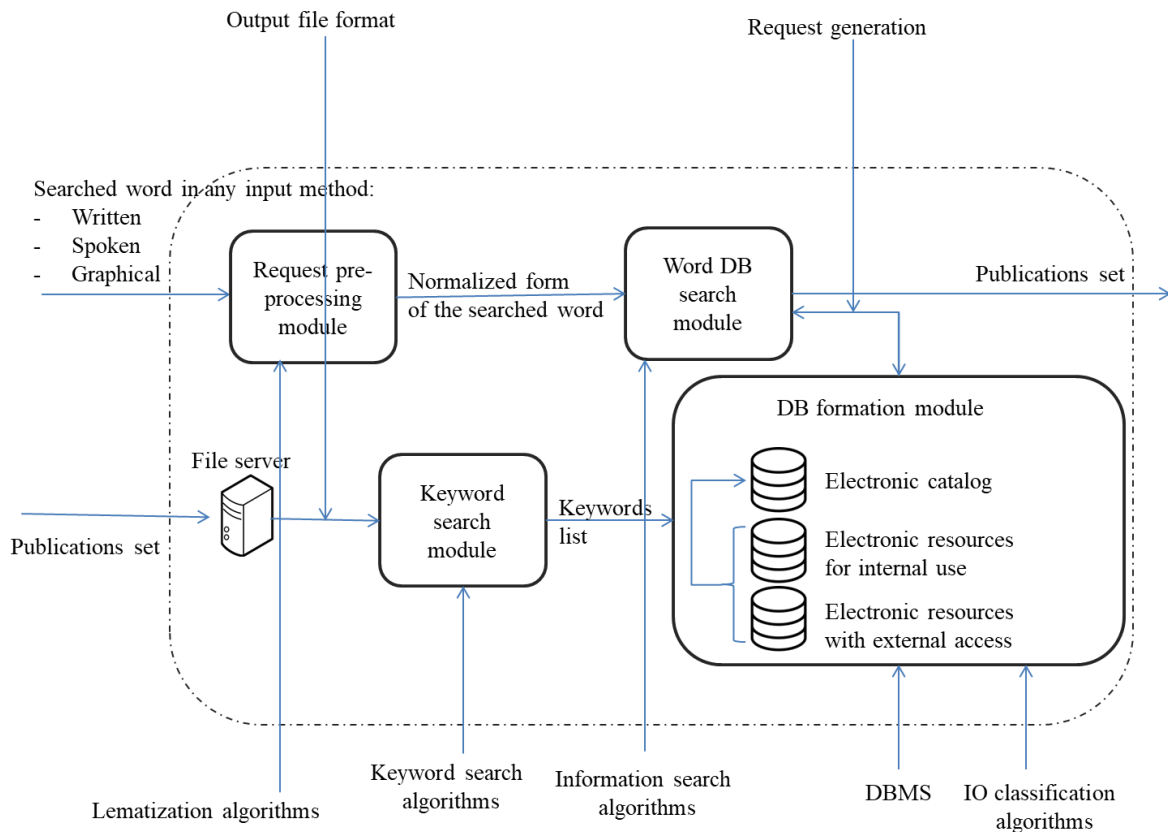 Output file format
Request generation
Searched word in any input method:
- Written
- Spoken
- Graphical
Request pre-
processing
module
Normalized form
of the searched word
Word DB
search
module
Publications set
DB formation module
File server
Publications set
Keyword
search
module
Keywords
list
Electronic catalog
Electronic resources
for internal use
Electronic resources
with external access
Lematization algorithms
Keyword search
algorithms
Information search
algorithms
DBMS
IO classification
algorithms